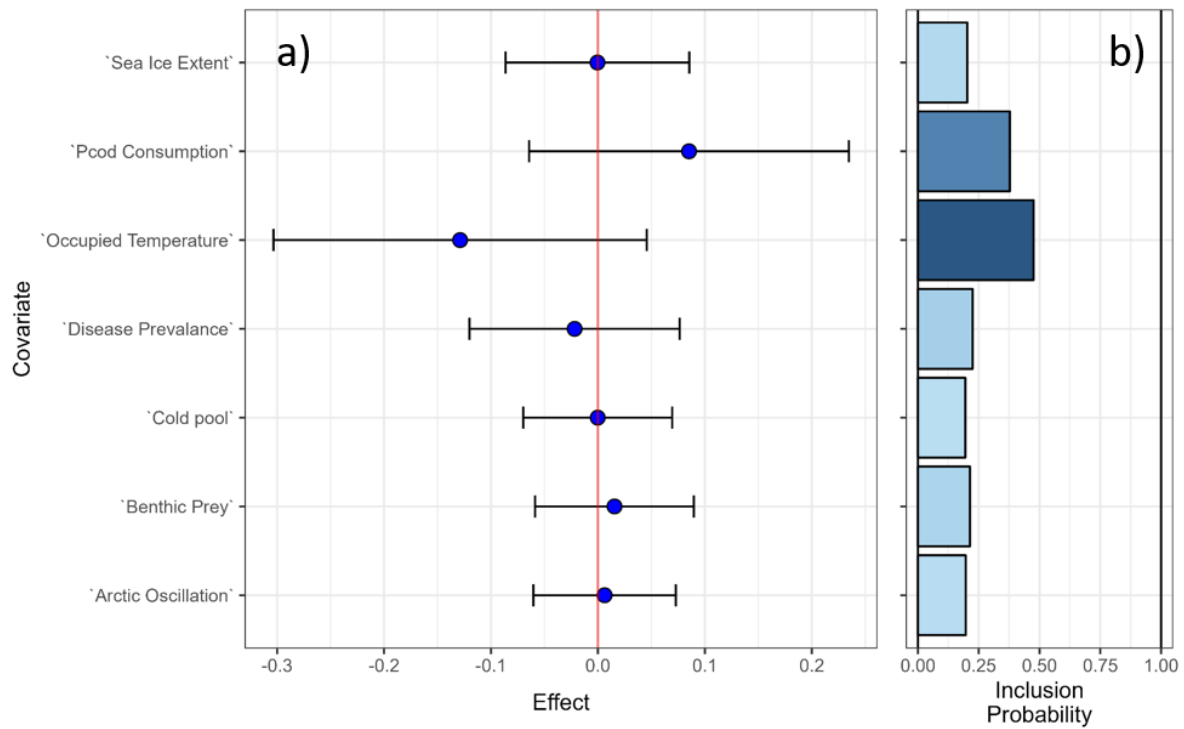 a)
b)
Covariate
`Sea Ice Extent`
`Pcod Consumption`
`Occupied Temperature`
`Disease Prevalance`
`Cold pool`
`Benthic Prey`
`Arctic Oscillation`
-0.3 -0.2 -0.1 0.0 0.1 0.2
Effect
0.00 0.25 0.50 0.75 1.00
Inclusion
Probability